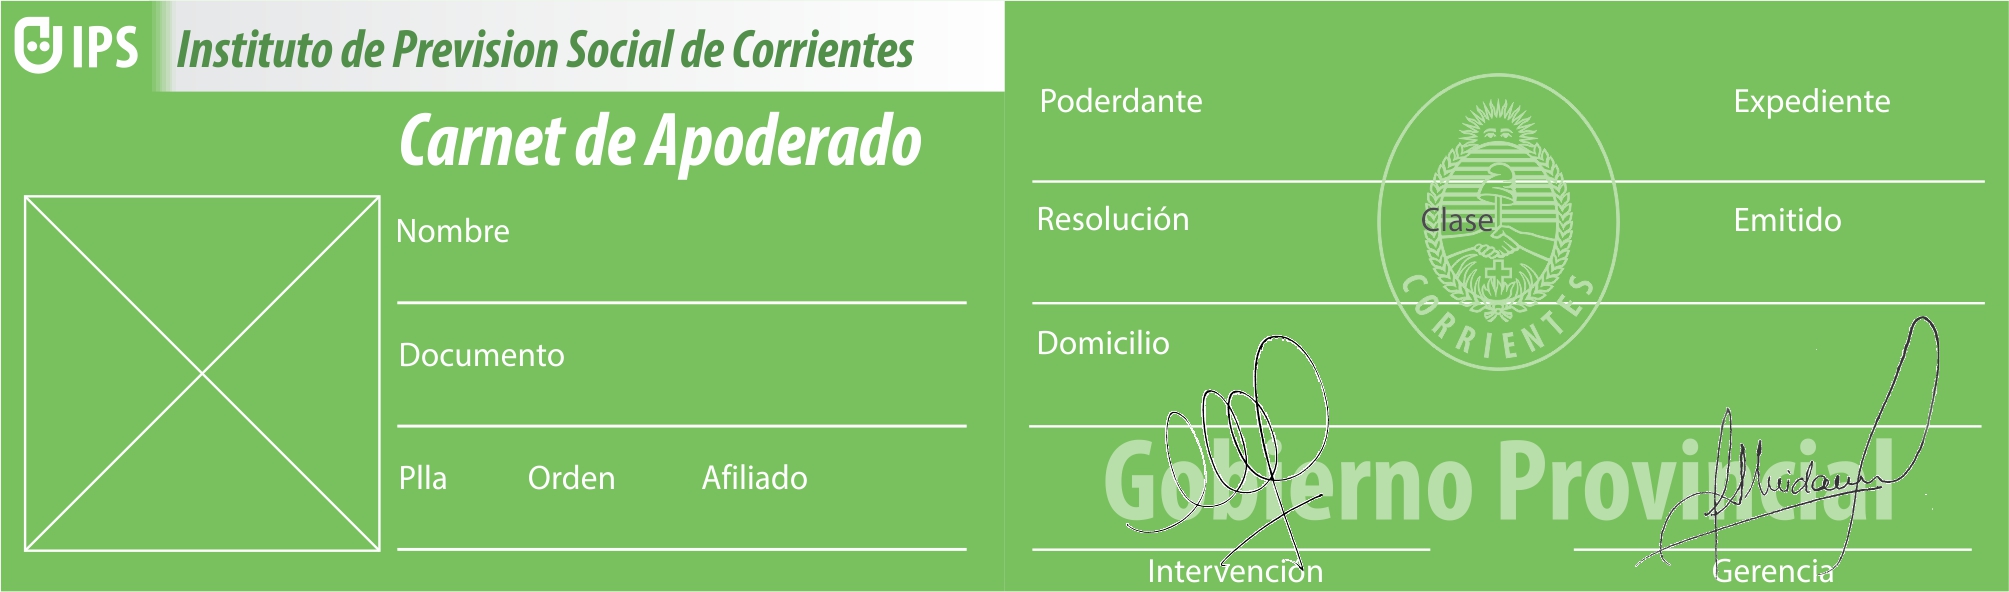 IPS
Instituto de Prevision Social de Corrientes
Carnet de Apoderado
Nombre
Documento
Plla Orden Afiliado
Poderdante Expediente
Resolución Clase Emitido
CORRIENTES
Domicilio
Gobierno Provincial
Intervención Gerencia